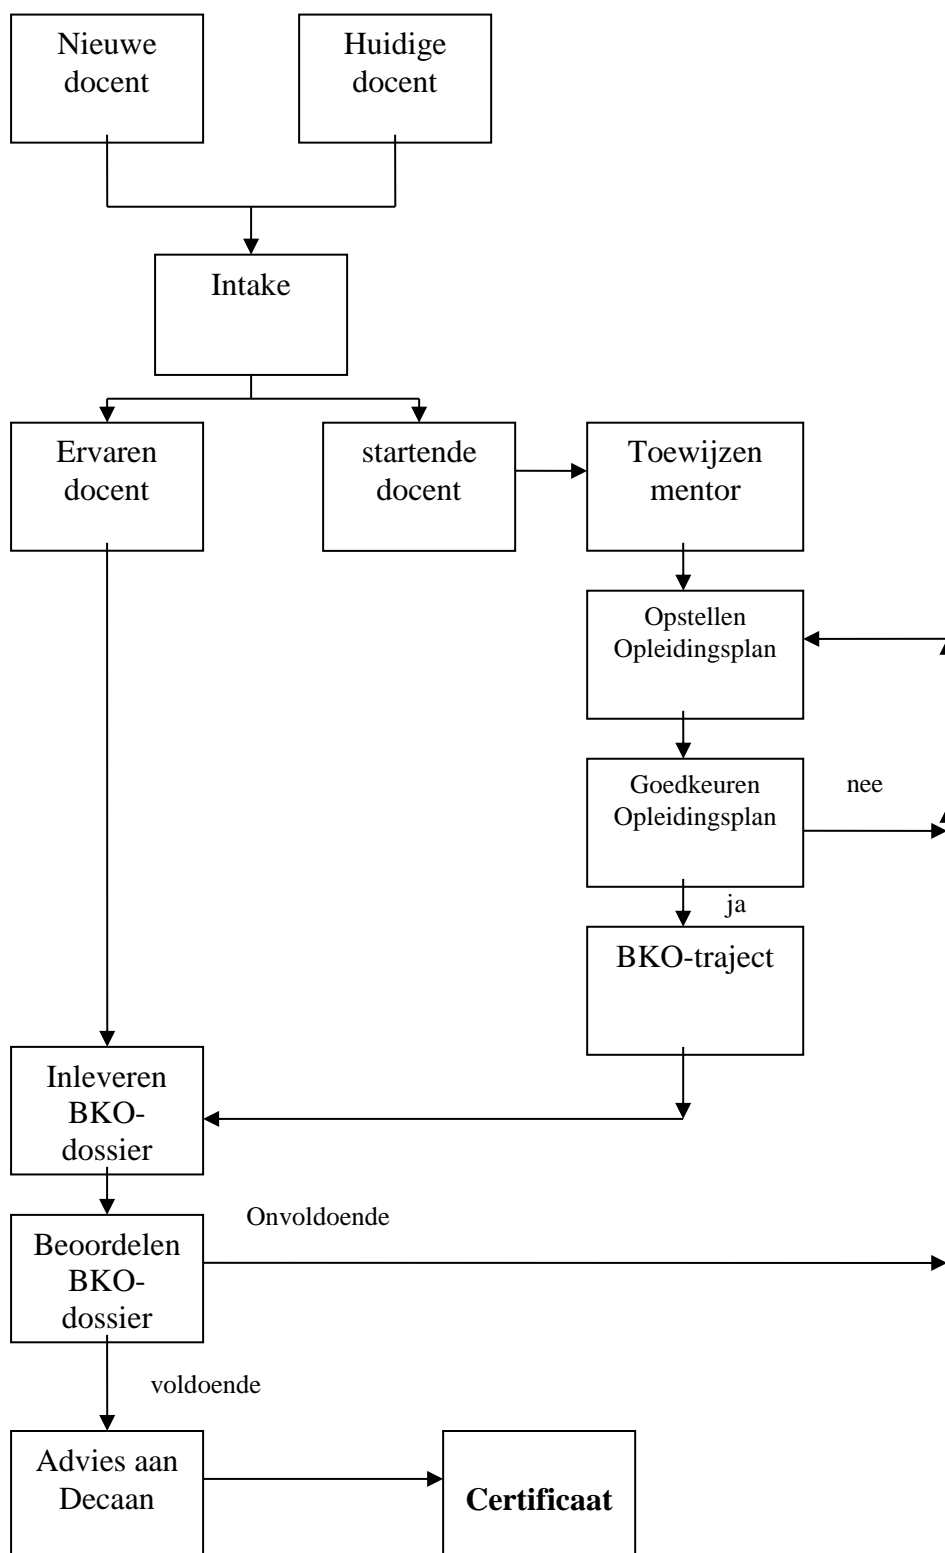 Nieuwe
docent
Huidige
docent
Intake
Ervaren
docent
startende
docent
Toewijzen
mentor
Opstellen
Opleidingsplan
Goedkeuren
Opleidingsplan
nee
ja
BKO-traject
Inleveren
BKO-
dossier
Onvoldoende
Beoordelen
BKO-
dossier
voldoende
Advies aan
Decaan
Certificaat